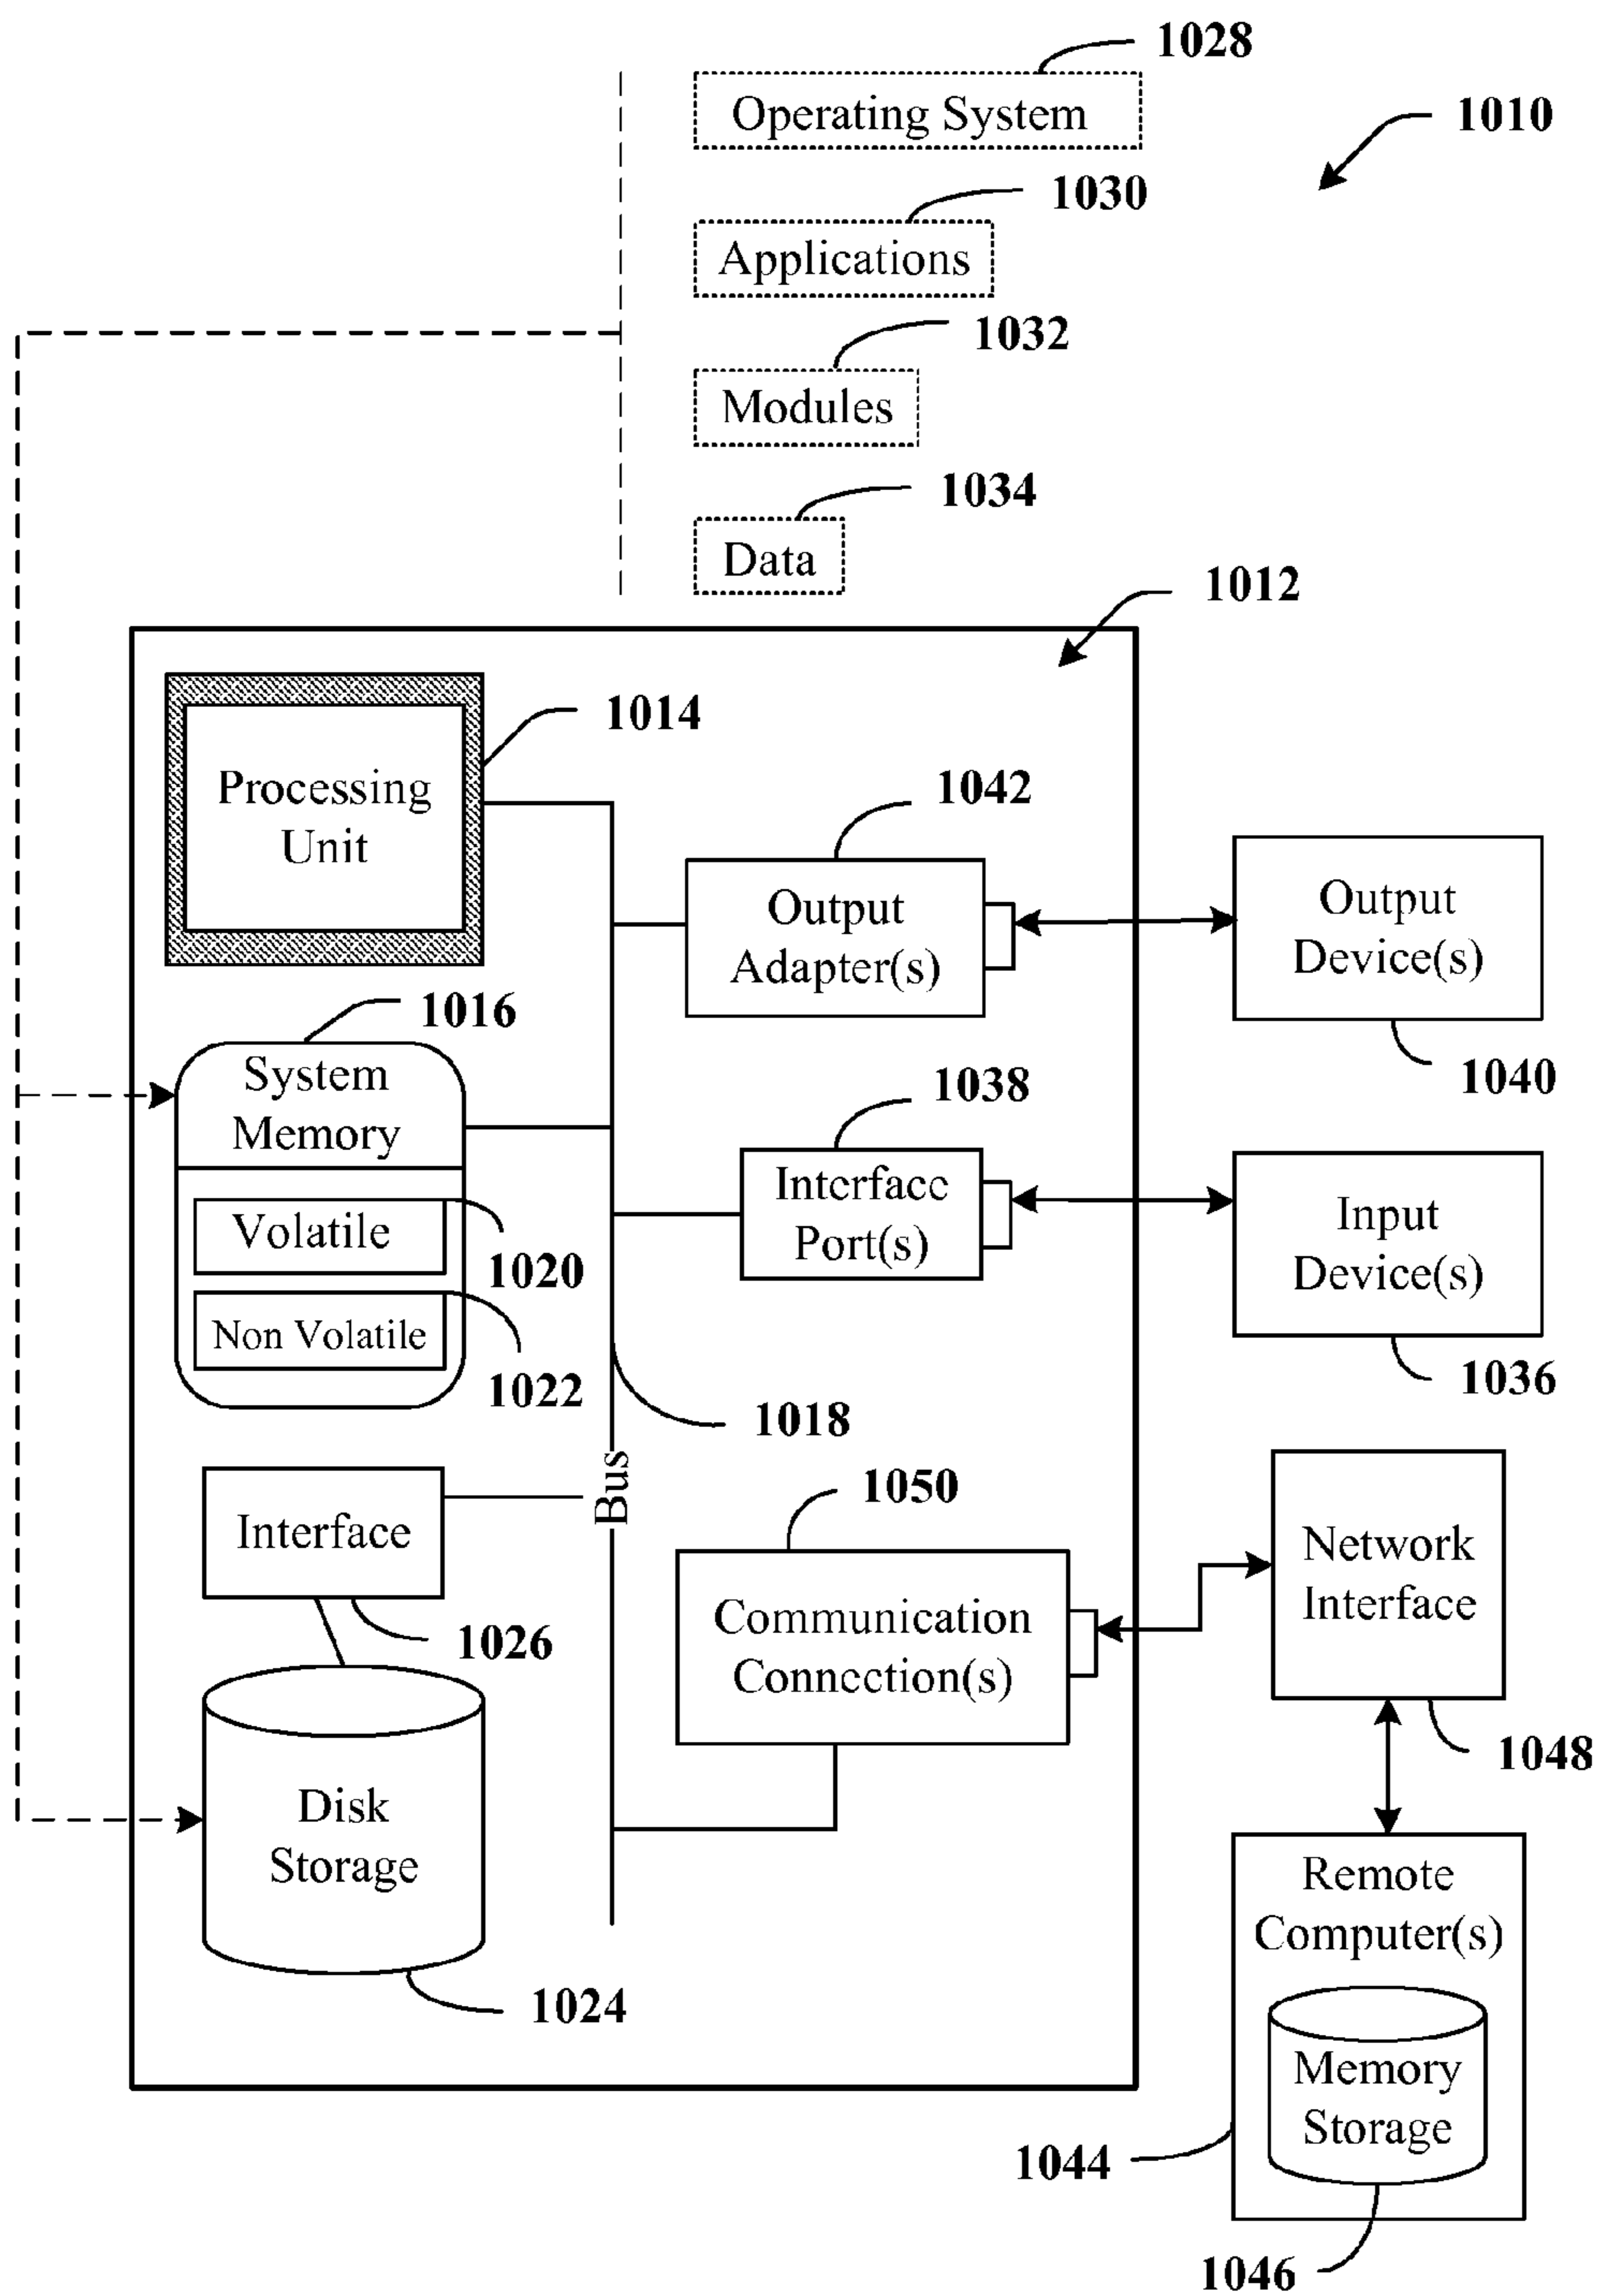 1028
Operating System
1010
1030
Applications
1032
Modules
1034
Data
1012
1014
Processing
Unit
1042
Output
Adapter(s)
Output
Device(s)
1040
1016
System
Memory
1038
Interface
Port(s)
Input
Device(s)
1036
Volatile
1020
Non Volatile
1022
1018
Bus
1050
Interface
1026
Communication
Connection(s)
Network
Interface
1048
Disk
Storage
1024
Remote
Computer(s)
Memory
Storage
1044
1046